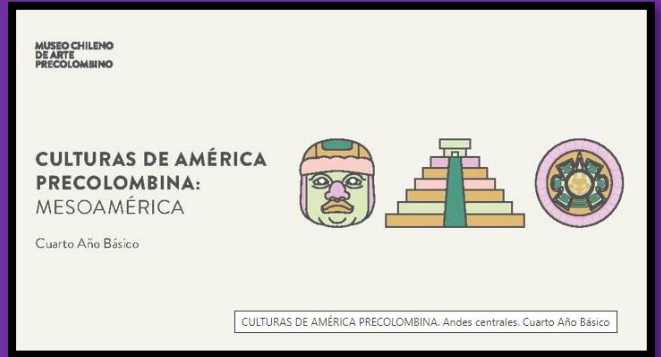 MUSEO CHILENO
DE ARTE
PRECOLOMBINO
CULTURAS DE AMÉRICA
PRECOLOMBINA:
MESOAMÉRICA
Cuarto Año Básico
CULTURAS DE AMÉRICA PRECOLOMBINA. Andes centrales. Cuarto Año Básico